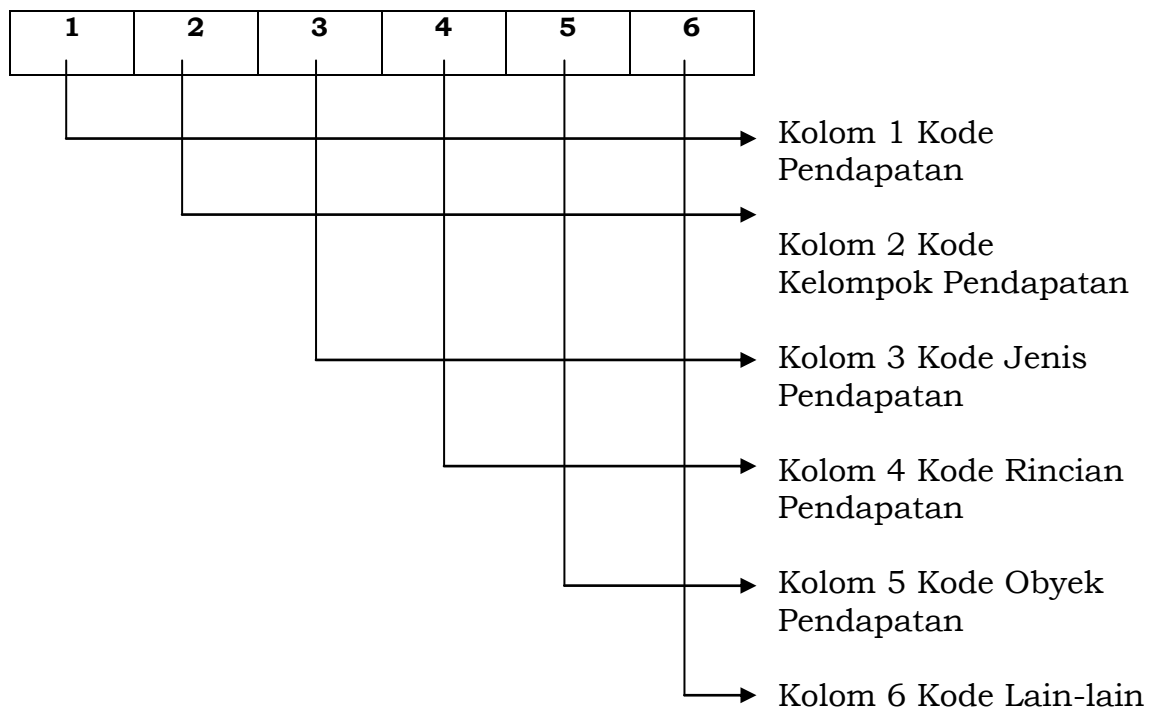 1 2 3 4 5 6
Kolom 1 Kode
Pendapatan
Kolom 2 Kode
Kelompok Pendapatan
Kolom 3 Kode Jenis
Pendapatan
Kolom 4 Kode Rincian
Pendapatan
Kolom 5 Kode Obyek
Pendapatan
Kolom 6 Kode Lain-lain